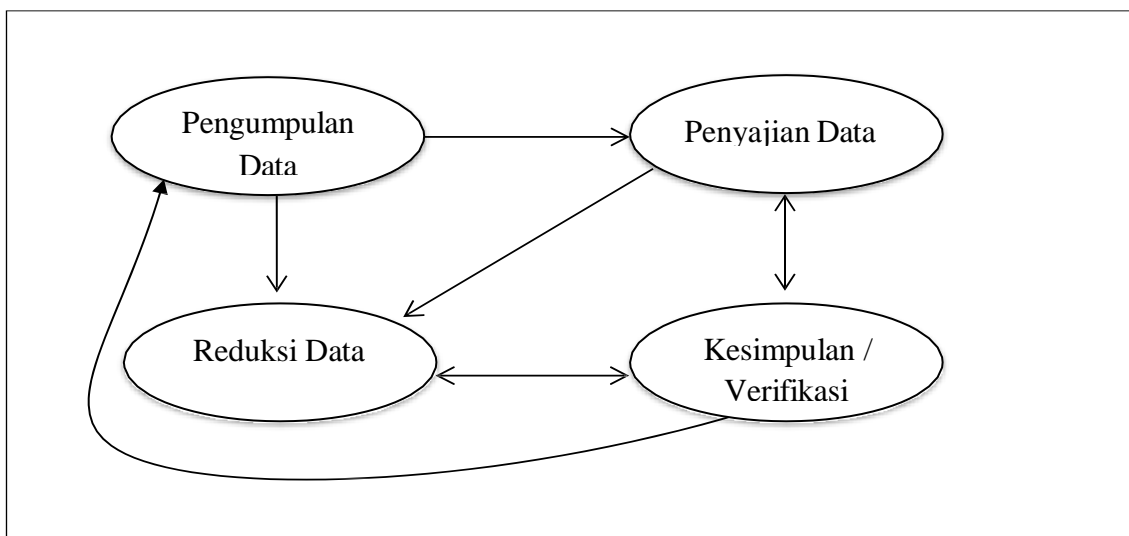 Pengumpulan
Data
Penyajian Data
Reduksi Data
Kesimpulan /
Verifikasi